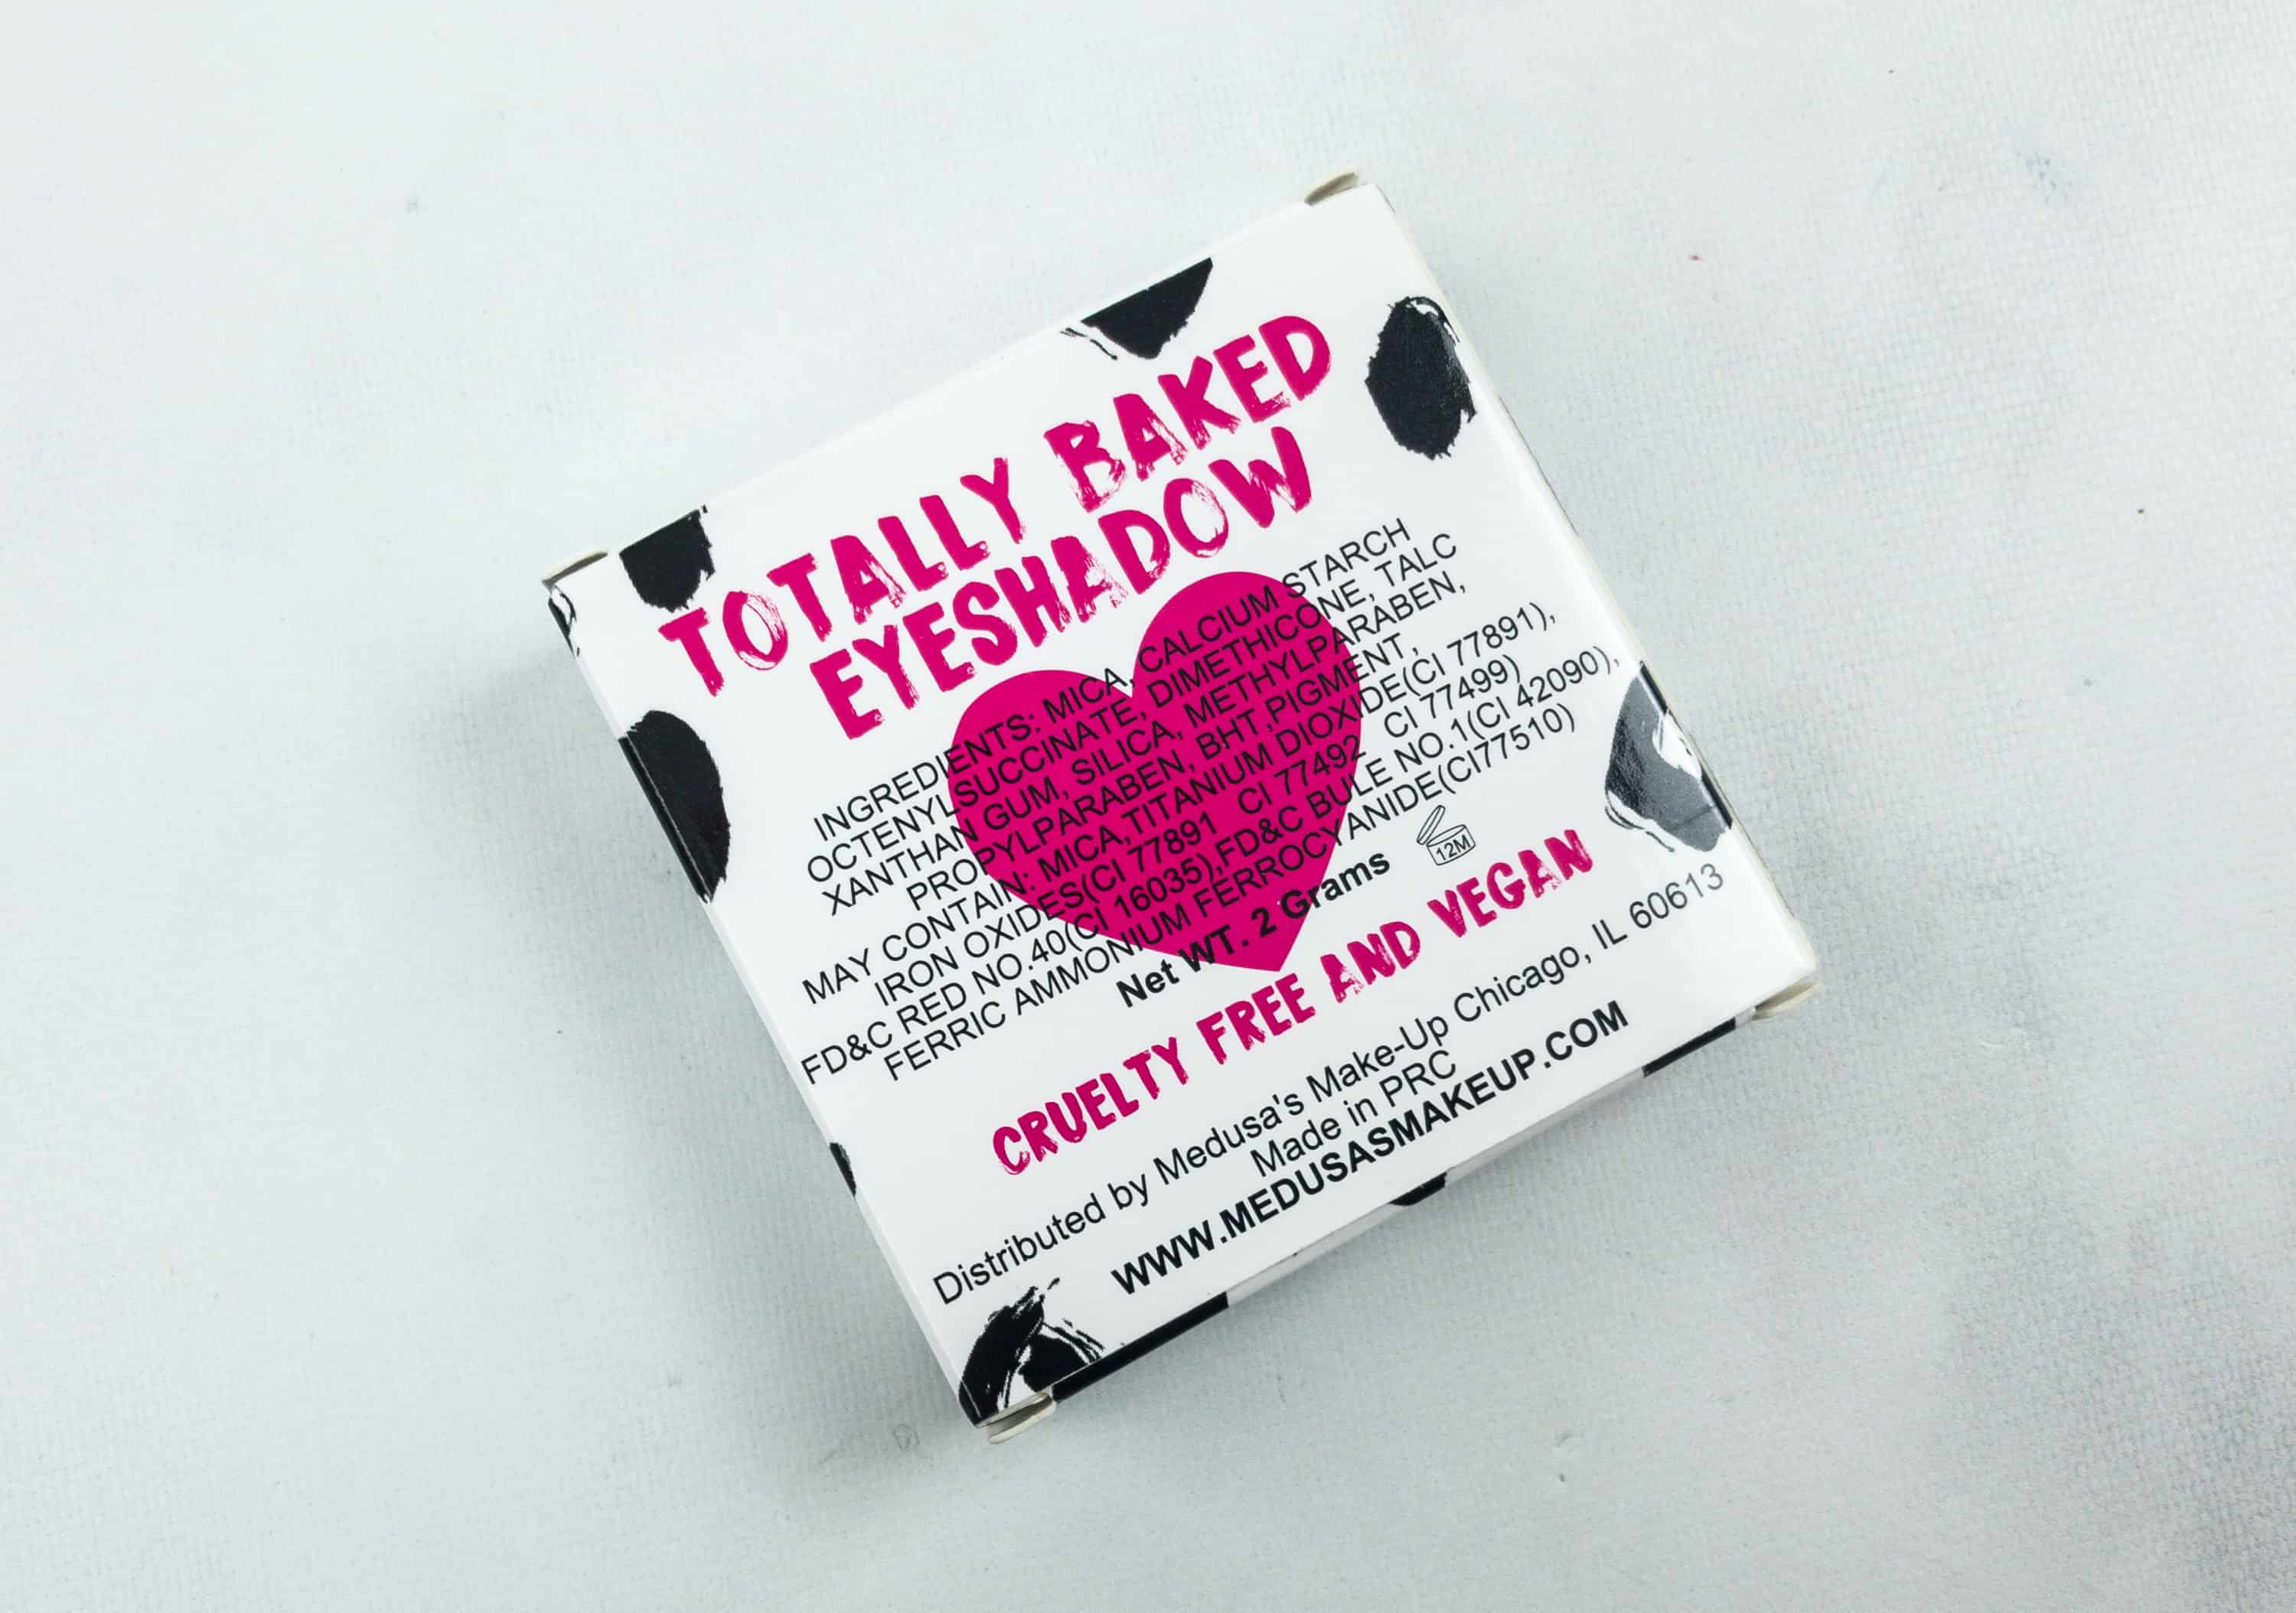 TOTALLY BAKED
EYESHADOW
INGREDIENTS: MICA, CALCIUM STARCH
OCTENYLSUCCINATE, DIMETHICONE, TALC
XANTHAN GUM, SILICA, METHYLPARABEN,
PROPYLPARABEN, BHT,PIGMENT,
MAY CONTAIN: MICA,TITANIUM DIOXIDE(CI 77891),
IRON OXIDES(CI 77891 CI 77492 CI 77499)
FD&C RED NO.40(CI 16035),FD&C BULE NO.1(CI 42090),
FERRIC AMMONIUM FERROCYANIDE(CI77510)
Net WT. 2 Grams
12M
CRUELTY FREE AND VEGAN
Distributed by Medusa's Make-Up Chicago, IL 60613
Made in PRC
WWW.MEDUSASMAKEUP.COM